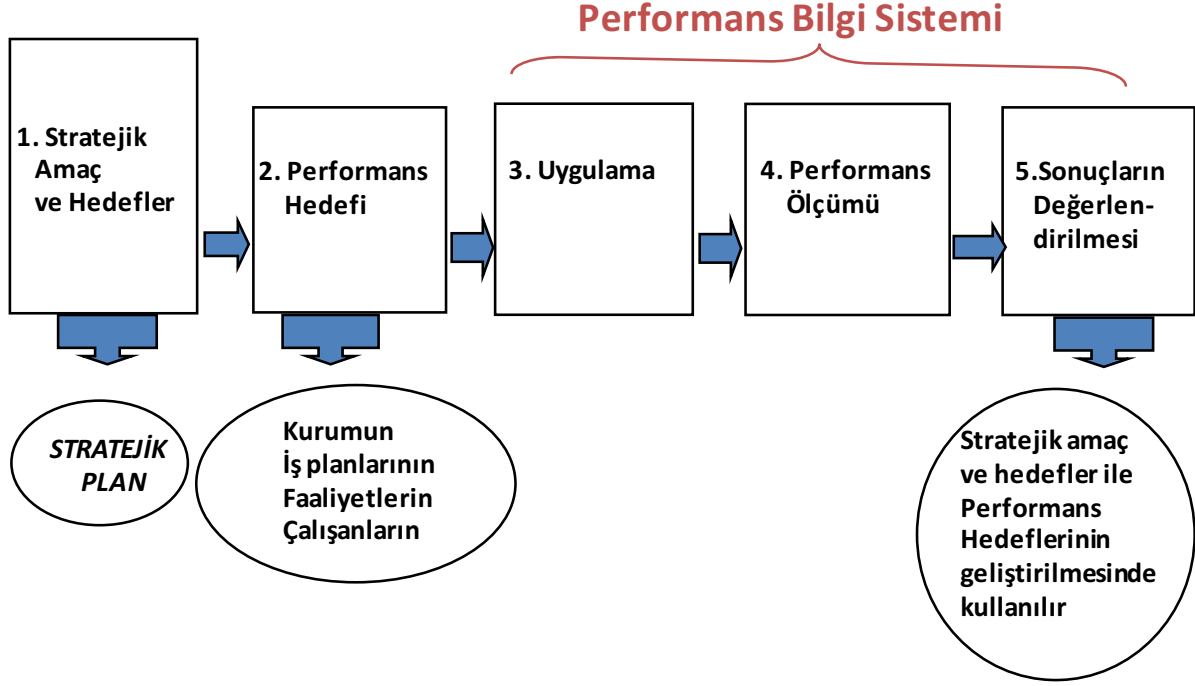 Performans Bilgi Sistemi
1. Stratejik
Amaç
ve Hedefler
2. Performans
Hedefi
3. Uygulama
4. Performans
Ölçümü
5.Sonuçların
Değerlen-
dirilmesi
STRATEJİK
PLAN
Kurumun
İş planlarının
Faaliyetlerin
Çalışanların
Stratejik amaç
ve hedefler ile
Performans
Hedeflerinin
geliştirilmesinde
kullanılır